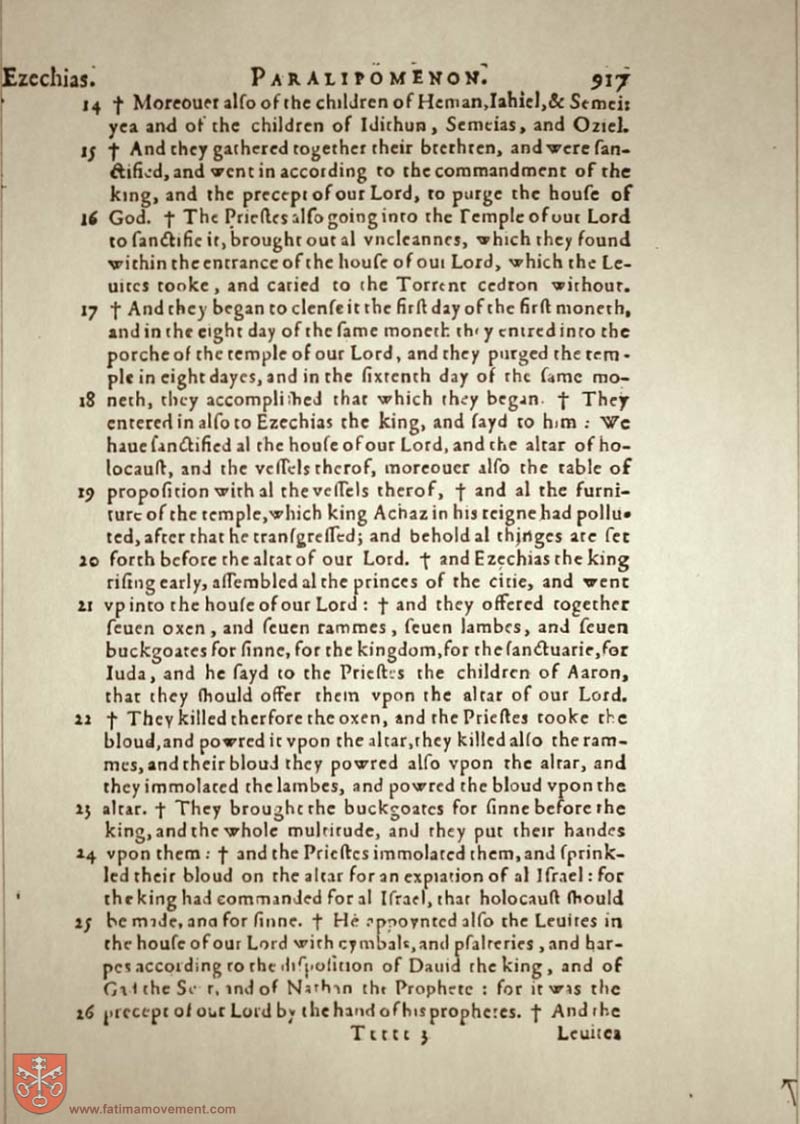 Ezechias. PARALIPOMENON. 917
14 † Moreouer alſo of the children of Heman, Iahiel, & Semei:
yea and of the children of Idithun, Semeias, and Oziel.
15 † And they gathered together their brethren, and were ſan-
ctified, and went in according to the commandment of the
king, and the precept of our Lord, to purge the houſe of
16 God. † The Prieſtes alſo going into the Temple of our Lord
to ſanctifie it, brought out al vncleannes, which they found
within the entrance of the houſe of our Lord, which the Le-
uites tooke, and caried to the Torrent cedron without.
17 † And they began to clenſe it the firſt day of the firſt moneth,
and in the eight day of the ſame moneth they entred into the
porche of the temple of our Lord, and they purged the tem-
ple in eight dayes, and in the ſixtenth day of the ſame mo-
18 neth, they accompliſhed that which they began. † They
entered in alſo to Ezechias the king, and ſayd to him: We
haue ſanctified al the houſe of our Lord, and the altar of ho-
locauſt, and the veſſels therof, moreouer alſo the table of
19 propoſition with al the veſſels therof, † and al the furni-
ture of the temple, which king Achaz in his reigne had pollu-
ted, after that he tranſgreſſed; and behold al thinges are ſet
20 forth before the altar of our Lord. † and Ezechias the king
riſing early, aſſembled al the princes of the citie, and went
21 vp into the houſe of our Lord: † and they offered together
ſeuen oxen, and ſeuen rammes, ſeuen lambes, and ſeuen
buckgoates for ſinne, for the kingdom, for the ſanctuarie, for
Iuda, and he ſayd to the Prieſtes the children of Aaron,
that they ſhould offer them vpon the altar of our Lord.
22 † They killed therfore the oxen, and the Prieſtes tooke the
bloud, and powred it vpon the altar, they killed alſo the ram-
mes, and their bloud they powred alſo vpon the altar, and
they immolated the lambes, and powred the bloud vpon the
23 altar. † They brought the buckgoates for ſinne before the
king, and the whole multitude, and they put their handes
24 vpon them: † and the Prieſtes immolated them, and ſprink-
led their bloud on the altar for an expiation of al Iſrael: for
the king had commanded for al Iſrael, that holocauſt ſhould
25 be made, and for ſinne. † He appoynted alſo the Leuites in
the houſe of our Lord with cymbals, and pſalteries, and har-
pes according to the diſpoſition of Dauid the king, and of
Gad the Seer, and of Nathan the Prophete: for it was the
26 precept of our Lord by the hand of his prophetes. † And the
Ttttt 3 Leuites
www.fatimamovement.com